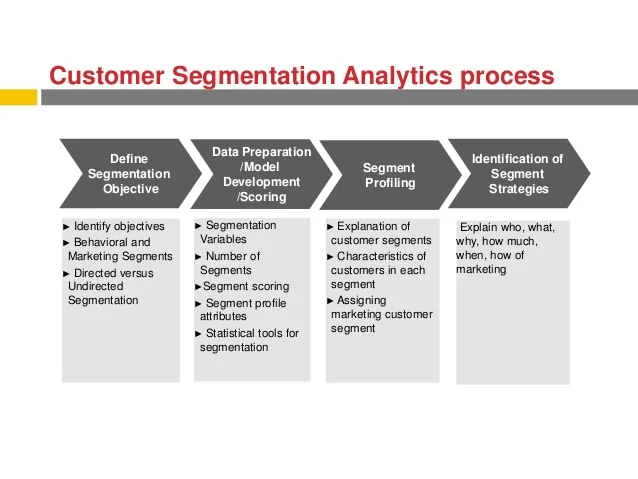 Customer Segmentation Analytics process
Define
Segmentation
Objective
Data Preparation
/Model
Development
/Scoring
Segment
Profiling
Identification of
Segment
Strategies
► Identify objectives
► Behavioral and
Marketing Segments
► Directed versus
Undirected
Segmentation
► Segmentation
Variables
► Number of
Segments
►Segment scoring
► Segment profile
attributes
► Statistical tools for
segmentation
► Explanation of
customer segments
► Characteristics of
customers in each
segment
► Assigning
marketing customer
segment
Explain who, what,
why, how much,
when, how of
marketing